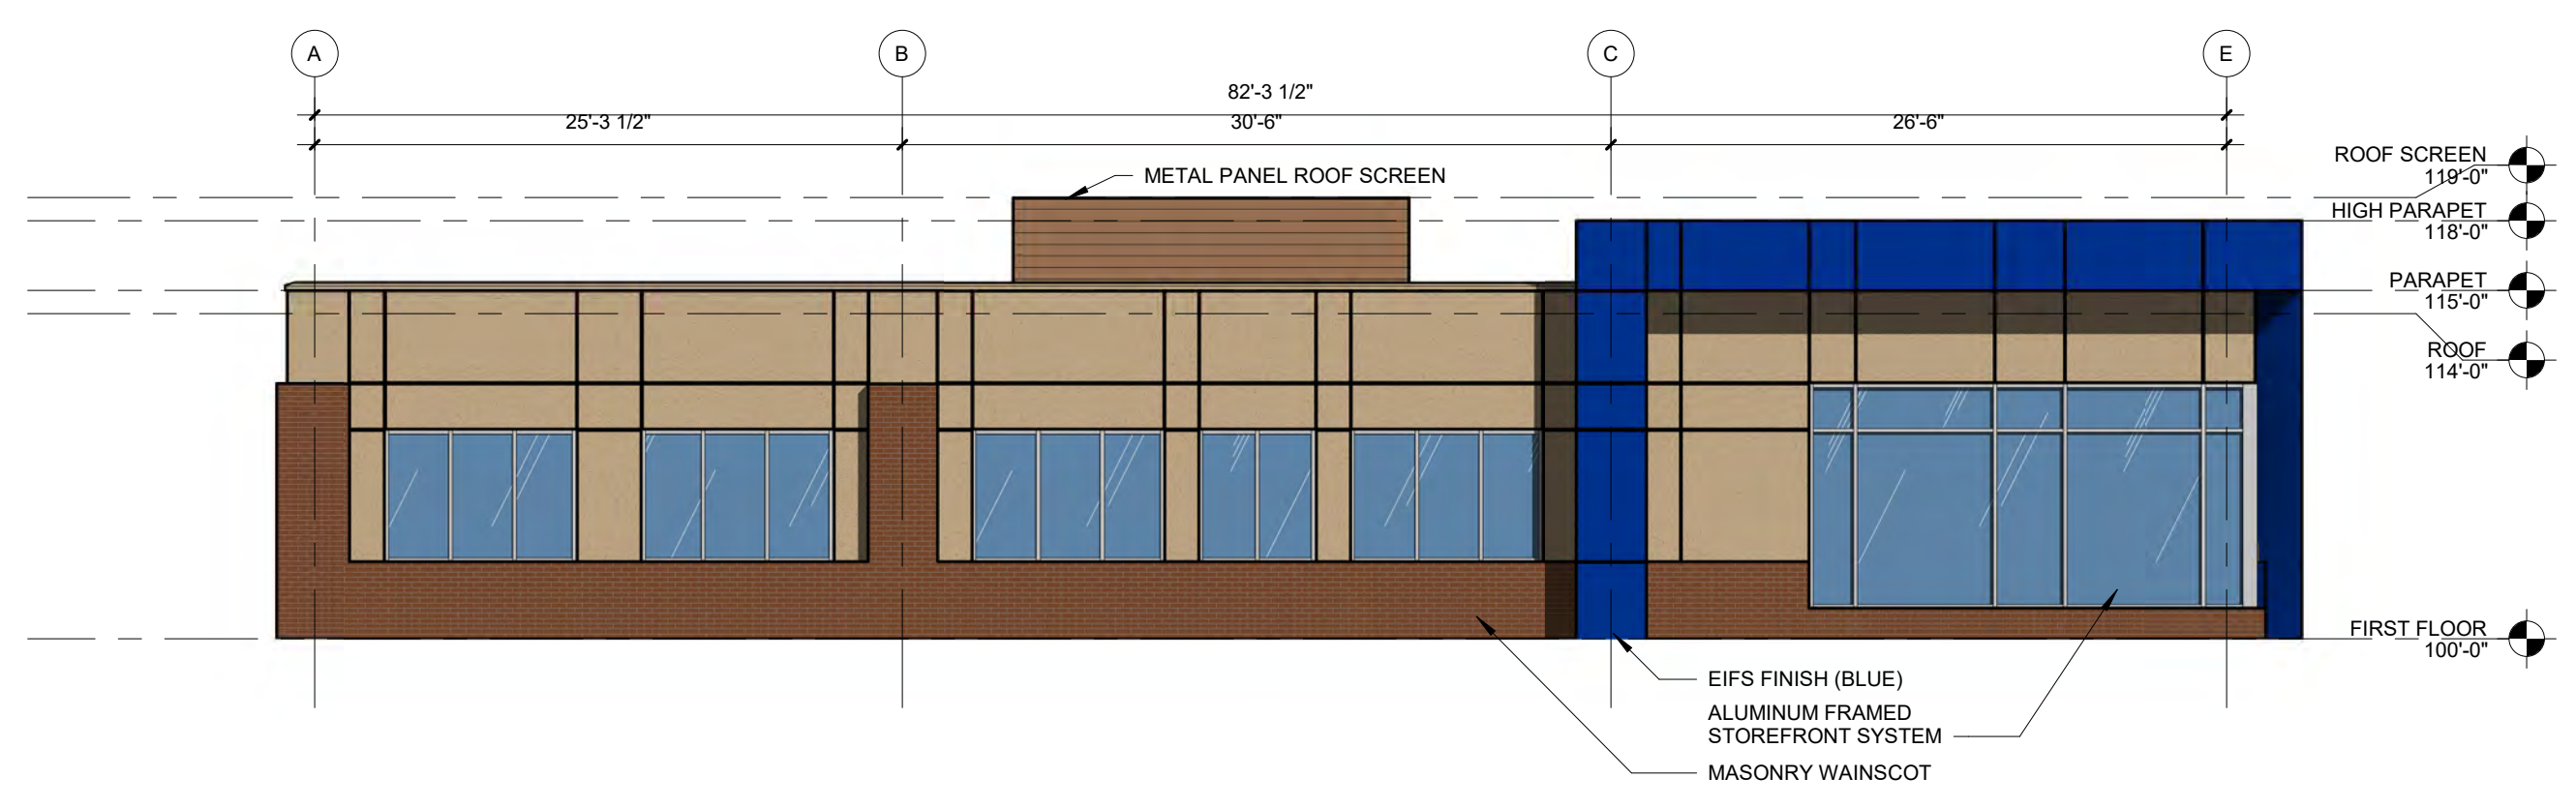 A
B
C
E
82'-3 1/2"
25'-3 1/2"
30'-6"
26'-6"
METAL PANEL ROOF SCREEN
ROOF SCREEN
119'-0"
HIGH PARAPET
118'-0"
PARAPET
115'-0"
ROOF
114'-0"
FIRST FLOOR
100'-0"
EIFS FINISH (BLUE)
ALUMINUM FRAMED
STOREFRONT SYSTEM
MASONRY WAINSCOT